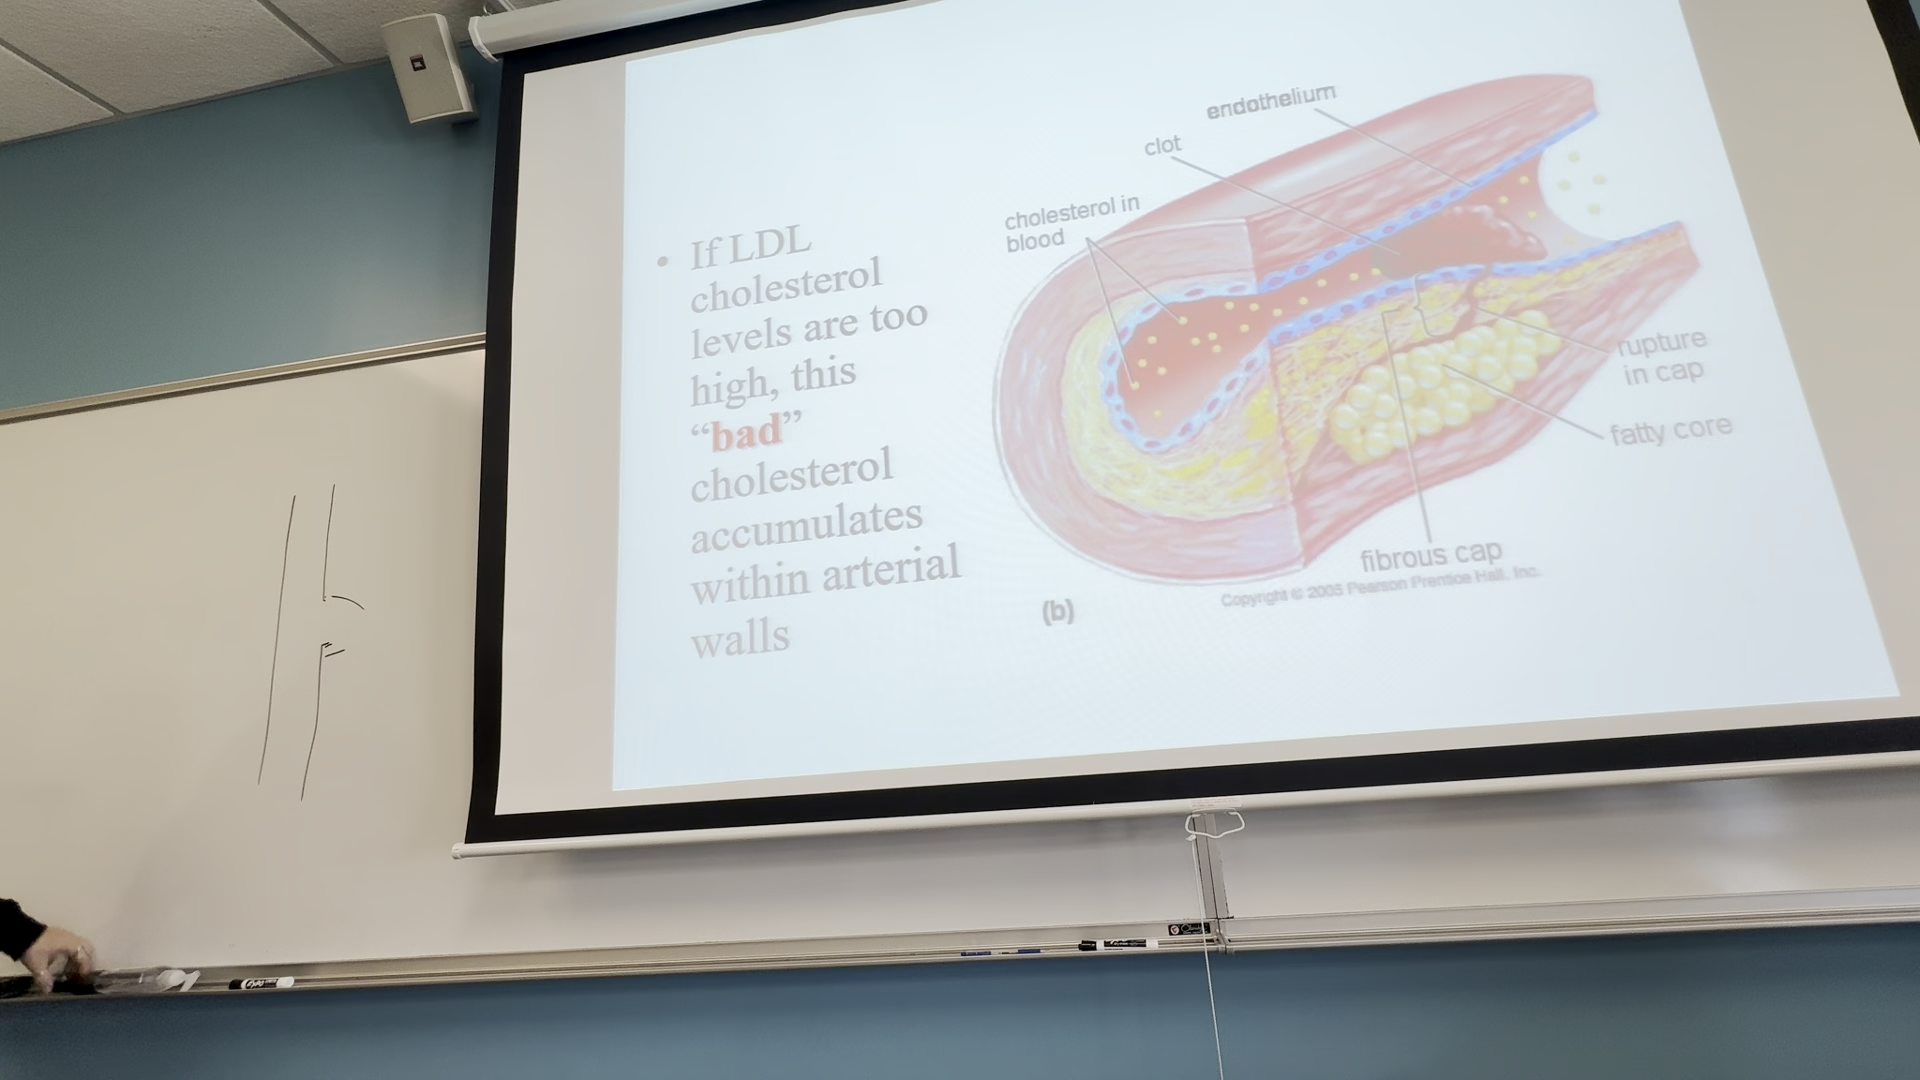 • If LDL
cholesterol
levels are too
high, this
“bad”
cholesterol
accumulates
within arterial
walls
endothelium
clot
cholesterol in
blood
rupture
in cap
fatty core
fibrous cap
Copyright © 2005 Pearson Prentice Hall, Inc.
(b)